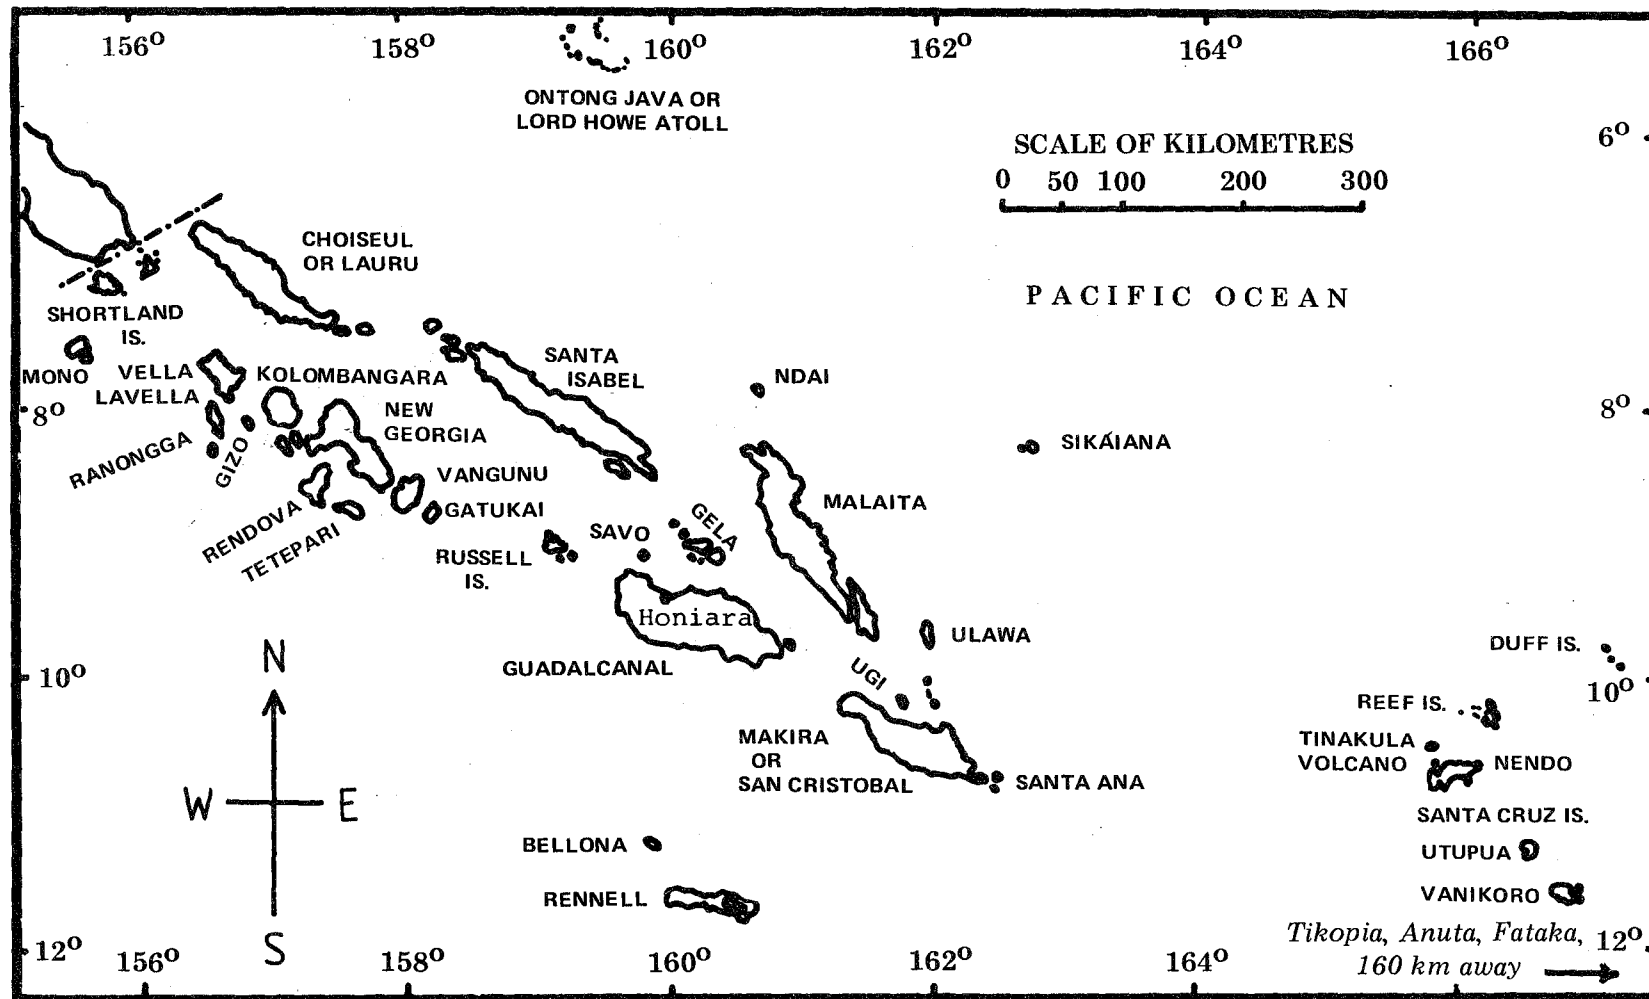 156° 158° 160° 162° 164° 166°
ONTONG JAVA OR
LORD HOWE ATOLL
SCALE OF KILOMETRES
0 50 100 200 300
6°
PACIFIC OCEAN
CHOISEUL
OR LAURU
SHORTLAND
IS.
MONO
VELLA
LAVELLA
KOLOMBANGARA
SANTA
ISABEL
NDAI
8°
8°
NEW
GEORGIA
RANONGGA
GIZO
SIKAIANA
VANGUNU
GATUKAI
RENDOVA
TETEPARI
MALAITA
SAVO
GELA
RUSSELL
IS.
Honiara
GUADALCANAL
ULAWA
UGI
DUFF IS.
10°
10°
REEF IS.
TINAKULA
VOLCANO
NENDO
MAKIRA
OR
SAN CRISTOBAL
SANTA ANA
SANTA CRUZ IS.
N
W E
S
BELLONA
UTUPUA
RENNELL
VANIKORO
Tikopia, Anuta, Fataka,
160 km away
12°
12°
156° 158° 160° 162° 164°